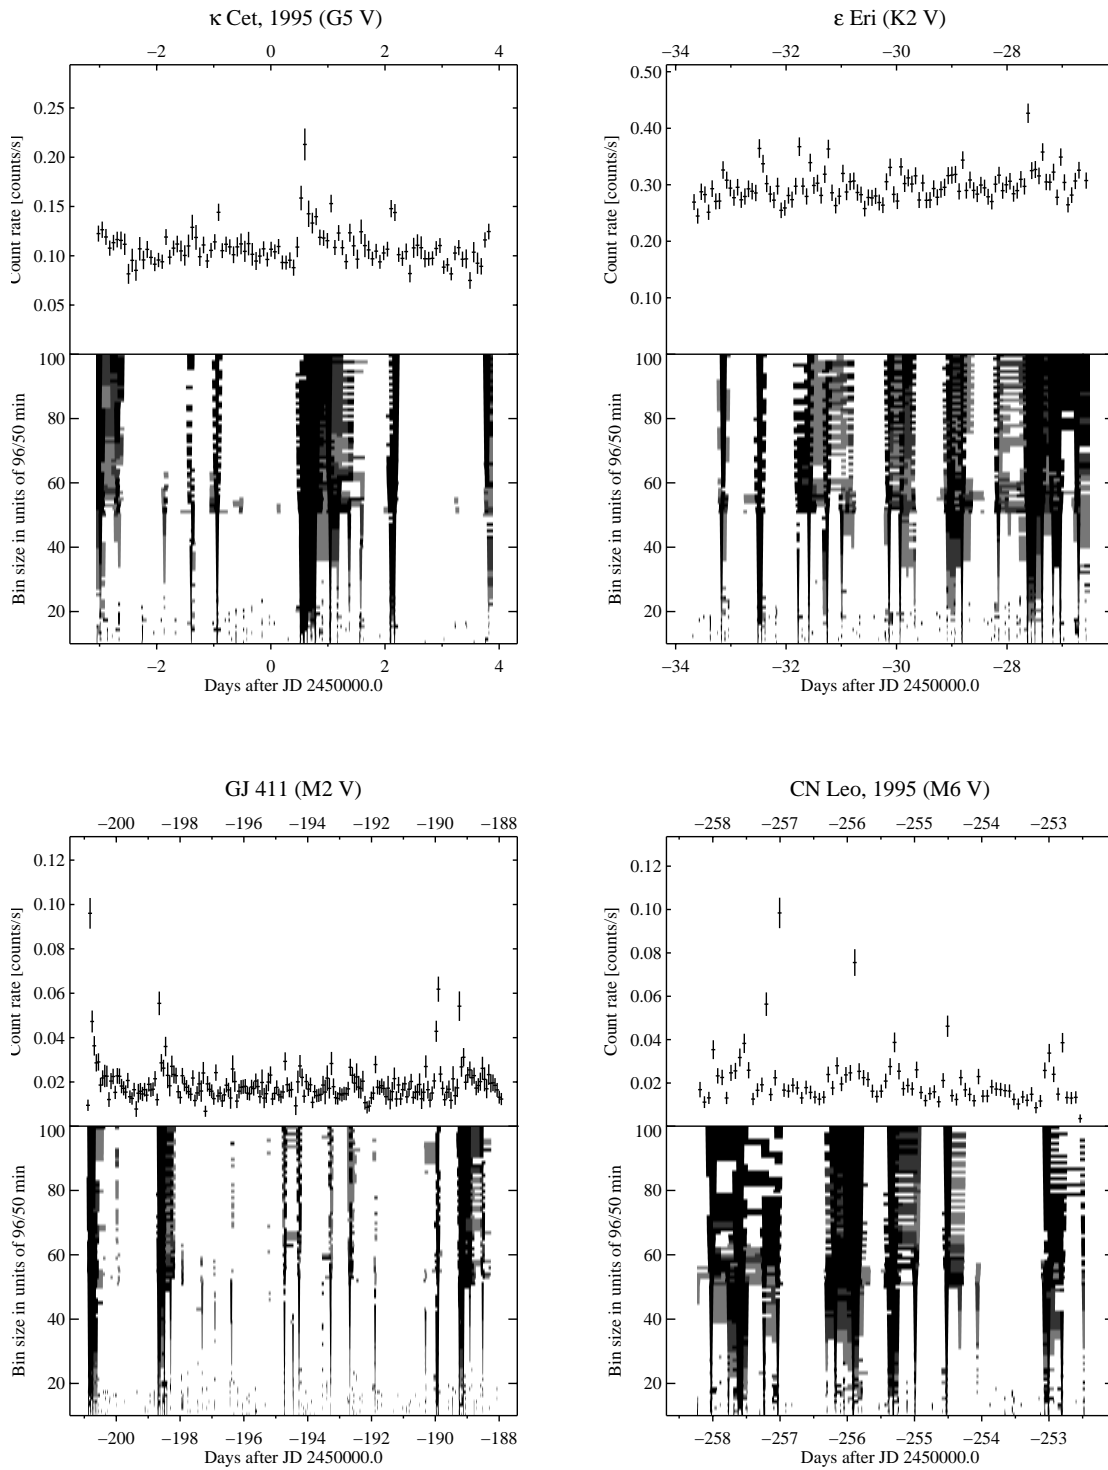 κ Cet, 1995 (G5 V)
−2 0 2 4
0.25
0.20
0.15
0.10
0.05
Count rate [counts/s]
100
80
60
40
20
Bin size in units of 96/50 min
−2 0 2 4
Days after JD 2450000.0
ε Eri (K2 V)
−34 −32 −30 −28
0.50
0.40
0.30
0.20
0.10
Count rate [counts/s]
100
80
60
40
20
Bin size in units of 96/50 min
−34 −32 −30 −28
Days after JD 2450000.0
GJ 411 (M2 V)
−200 −198 −196 −194 −192 −190 −188
0.12
0.10
0.08
0.06
0.04
0.02
Count rate [counts/s]
100
80
60
40
20
Bin size in units of 96/50 min
−200 −198 −196 −194 −192 −190 −188
Days after JD 2450000.0
CN Leo, 1995 (M6 V)
−258 −257 −256 −255 −254 −253
0.12
0.10
0.08
0.06
0.04
0.02
Count rate [counts/s]
100
80
60
40
20
Bin size in units of 96/50 min
−258 −257 −256 −255 −254 −253
Days after JD 2450000.0